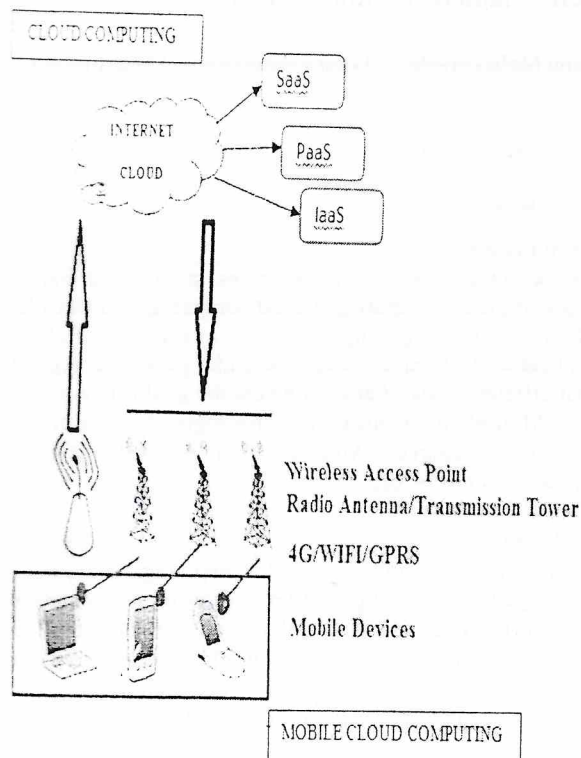 CLOUD COMPUTING
SaaS
INTERNET
PaaS
CLOUD
IaaS
Wireless Access Point
Radio Antenna/Transmission Tower
4G/WIFI/GPRS
Mobile Devices
MOBILE CLOUD COMPUTING